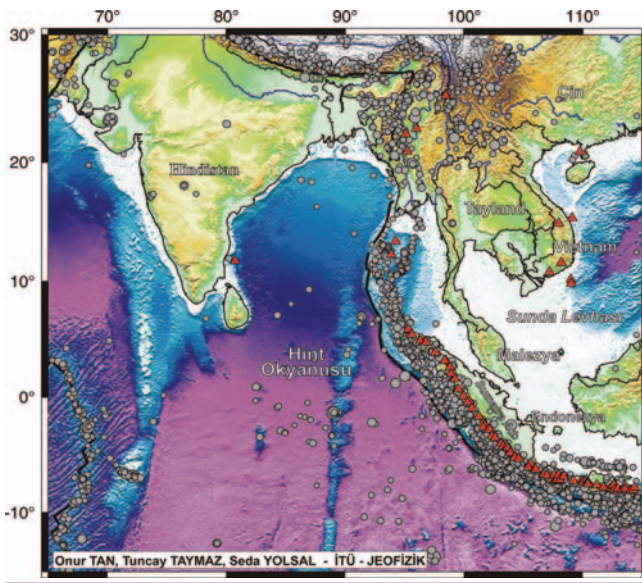 70° 80° 90° 100° 110°
30°
Çin
20°
Hindistan
Tayland
Vietnam
10°
Sunda Levhası
Hint
Okyanusu
Malezya
0°
Endonezya
-10°
Onur TAN, Tuncay TAYMAZ, Seda YOLSAL - İTÜ - JEOFİZİK